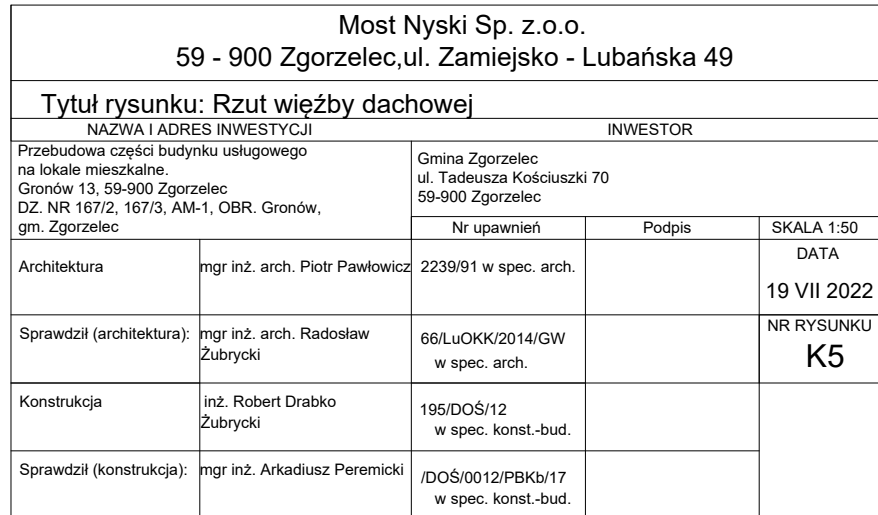 Most Nyski Sp. z.o.o.
59 - 900 Zgorzelec,ul. Zamiejsko - Lubańska 49
Tytuł rysunku: Rzut więźby dachowej
NAZWA I ADRES INWESTYCJI
INWESTOR
Przebudowa części budynku usługowego
na lokale mieszkalne.
Gronów 13, 59-900 Zgorzelec
DZ. NR 167/2, 167/3, AM-1, OBR. Gronów,
gm. Zgorzelec
Gmina Zgorzelec
ul. Tadeusza Kościuszki 70
59-900 Zgorzelec
Nr upawnień
Podpis
SKALA 1:50
Architektura
mgr inż. arch. Piotr Pawłowicz
2239/91 w spec. arch.
DATA
19 VII 2022
Sprawdził (architektura):
mgr inż. arch. Radosław
Żubrycki
66/LuOKK/2014/GW
w spec. arch.
NR RYSUNKU
K5
Konstrukcja
inż. Robert Drabko
Żubrycki
195/DOŚ/12
w spec. konst.-bud.
Sprawdził (konstrukcja):
mgr inż. Arkadiusz Peremicki
/DOŚ/0012/PBKb/17
w spec. konst.-bud.